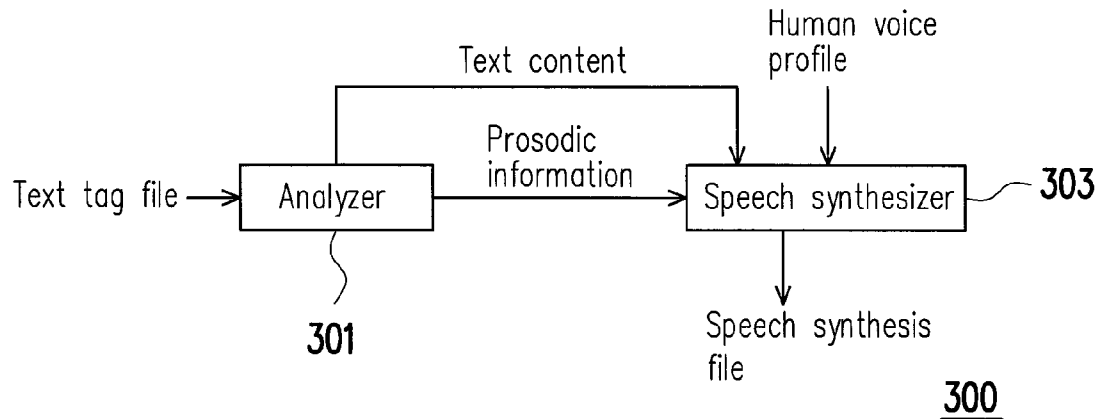 Human voice
profile
Text content
Prosodic
information
Text tag file
Analyzer
Speech synthesizer
303
301
Speech synthesis
file
300